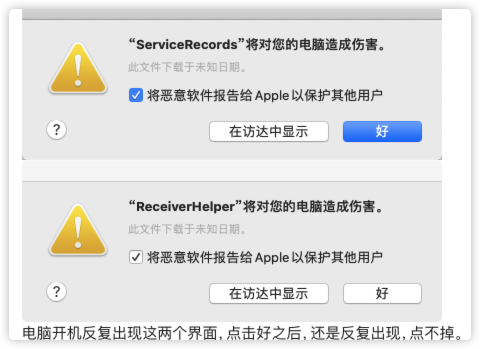 “ServiceRecords”将对您的电脑造成伤害。
此文件下载于未知日期。
将恶意软件报告给 Apple 以保护其他用户
? 在访达中显示 好
“ReceiverHelper”将对您的电脑造成伤害。
此文件下载于未知日期。
将恶意软件报告给 Apple 以保护其他用户
? 在访达中显示 好
电脑开机反复出现这两个界面，点击好之后，还是反复出现，点不掉。